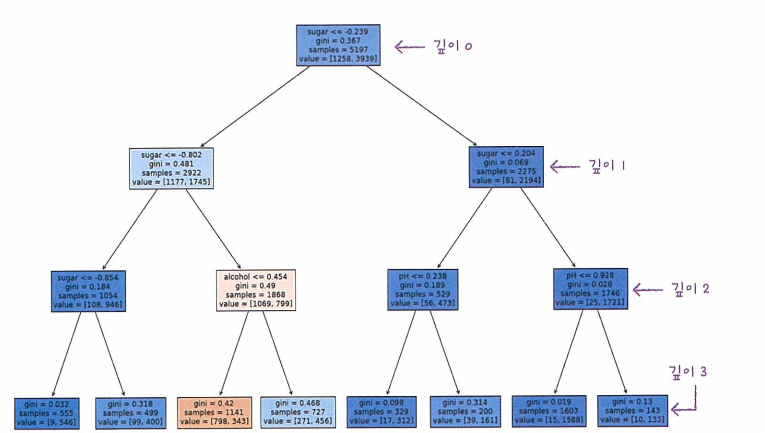 sugar <= -0.239
gini = 0.367
samples = 5197
value = [1258, 3939]
깊이 0
sugar <= -0.802
gini = 0.481
samples = 2922
value = [1177, 1745]
sugar <= 0.204
gini = 0.069
samples = 2275
value = [81, 2194]
깊이 1
sugar <= -0.854
gini = 0.184
samples = 1054
value = [108, 946]
alcohol <= 0.454
gini = 0.49
samples = 1868
value = [1069, 799]
pH <= 0.238
gini = 0.189
samples = 529
value = [56, 473]
pH <= 0.928
gini = 0.028
samples = 1746
value = [25, 1721]
깊이 2
깊이 3
gini = 0.032
samples = 555
value = [9, 546]
gini = 0.318
samples = 499
value = [99, 400]
gini = 0.42
samples = 1141
value = [798, 343]
gini = 0.468
samples = 727
value = [271, 456]
gini = 0.098
samples = 329
value = [17, 312]
gini = 0.314
samples = 200
value = [39, 161]
gini = 0.019
samples = 1603
value = [15, 1588]
gini = 0.13
samples = 143
value = [10, 133]